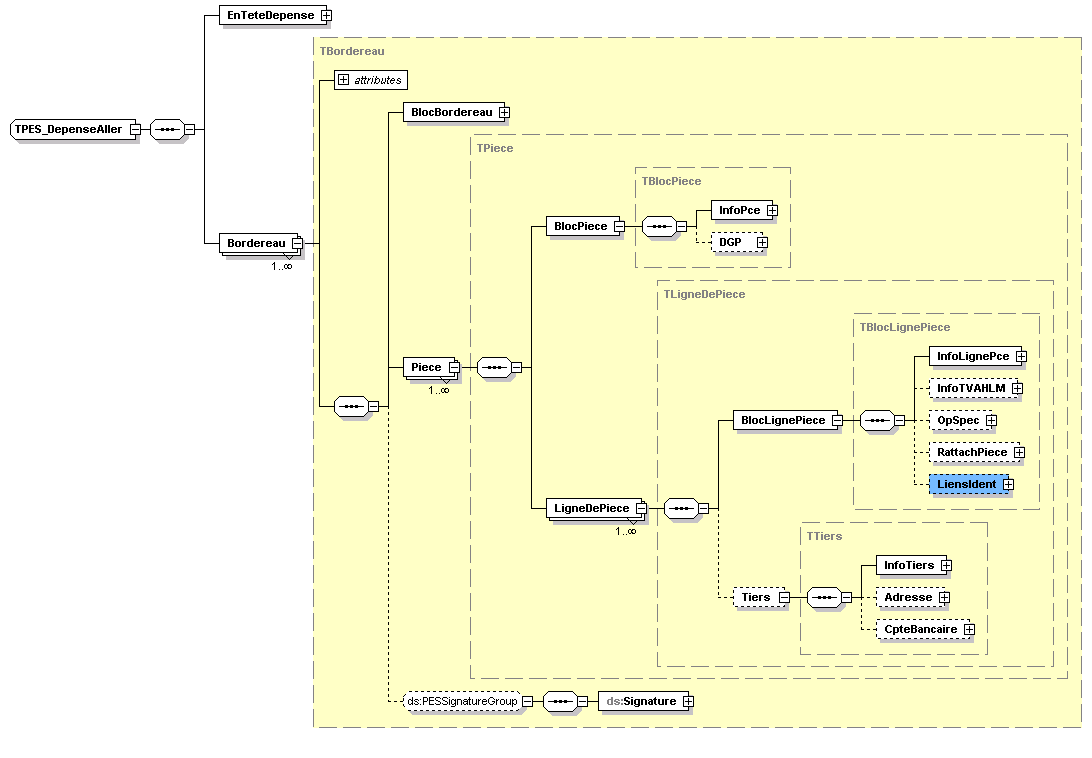 EnTeteDepense
TBordereau
attributes
BlocBordereau
TPES_DepenseAller
TPiece
TBlocPiece
InfoPce
BlocPiece
DGP
Bordereau
1..∞
TLigneDePiece
TBlocLignePiece
InfoLignePce
Piece
1..∞
InfoTVAHLM
BlocLignePiece
OpSpec
RattachPiece
LiensIdent
LigneDePiece
1..∞
TTiers
InfoTiers
Tiers
Adresse
CpteBancaire
ds:PESSignatureGroup
ds:Signature